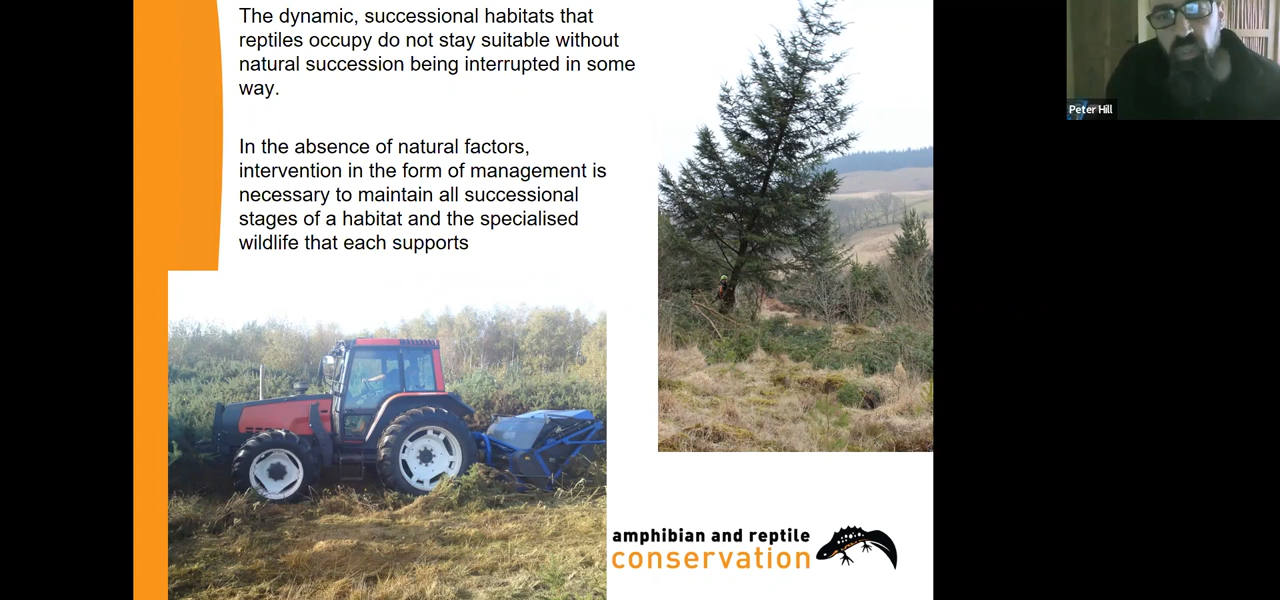 The dynamic, successional habitats that
reptiles occupy do not stay suitable without
natural succession being interrupted in some
way.
In the absence of natural factors,
intervention in the form of management is
necessary to maintain all successional
stages of a habitat and the specialised
wildlife that each supports
amphibian and reptile
conservation
Peter Hill